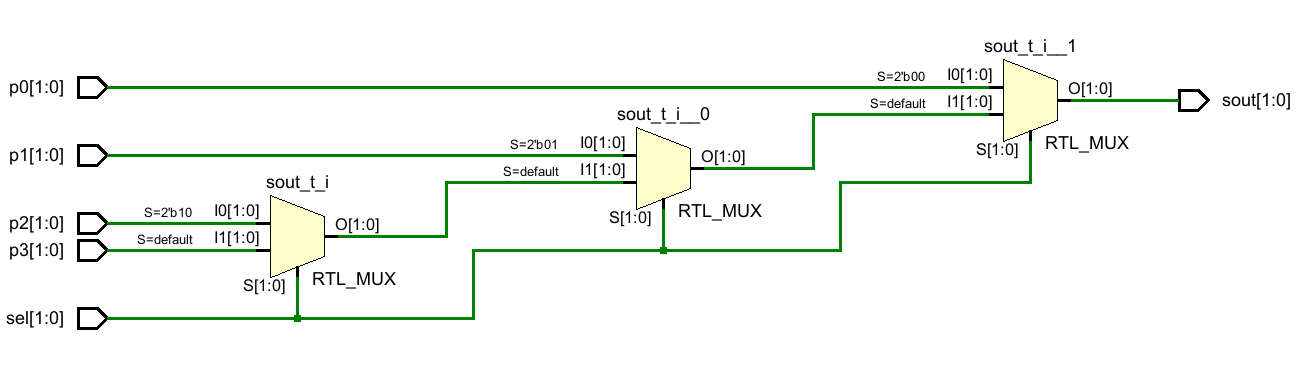 sout_t_i__1
p0[1:0]
S=2'b00
I0[1:0]
O[1:0]
sout[1:0]
S=default
I1[1:0]
sout_t_i__0
p1[1:0]
S=2'b01
I0[1:0]
S[1:0]
RTL_MUX
O[1:0]
S=default
I1[1:0]
sout_t_i
p2[1:0]
S=2'b10
I0[1:0]
S[1:0]
RTL_MUX
O[1:0]
p3[1:0]
S=default
I1[1:0]
S[1:0]
RTL_MUX
sel[1:0]